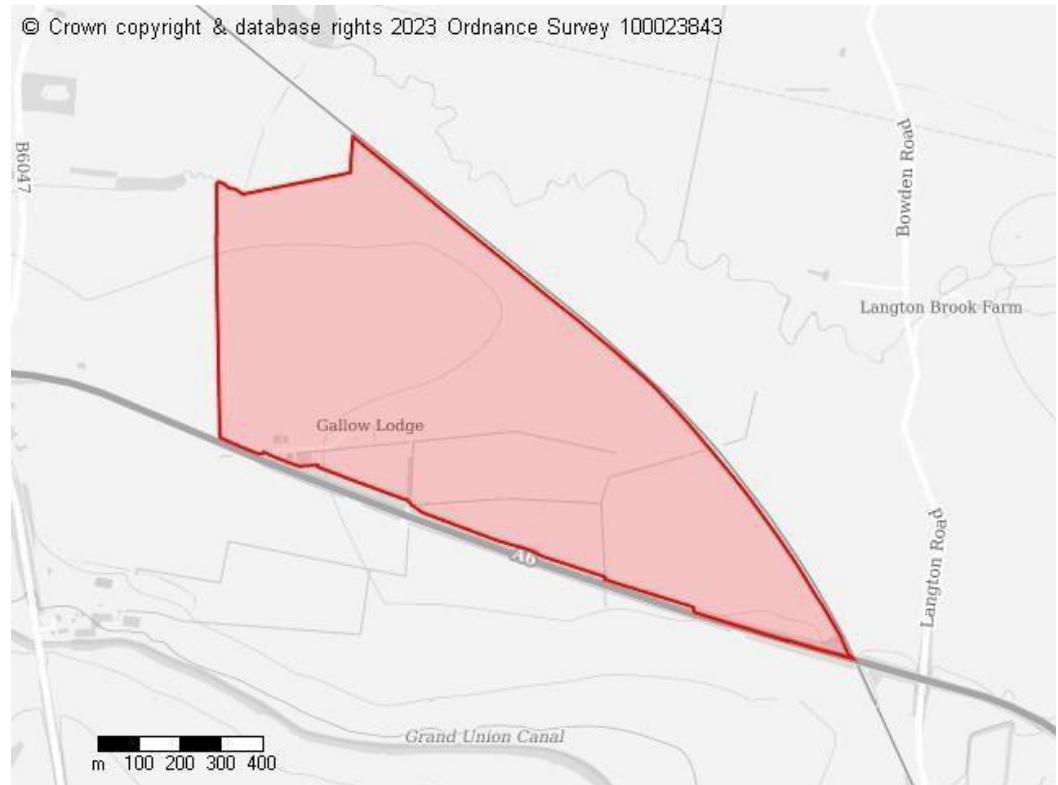 © Crown copyright & database rights 2023 Ordnance Survey 100023843
B6047
Bowden Road
Langton Brook Farm
Gallow Lodge
A6
Langton Road
Grand Union Canal
m 100 200 300 400